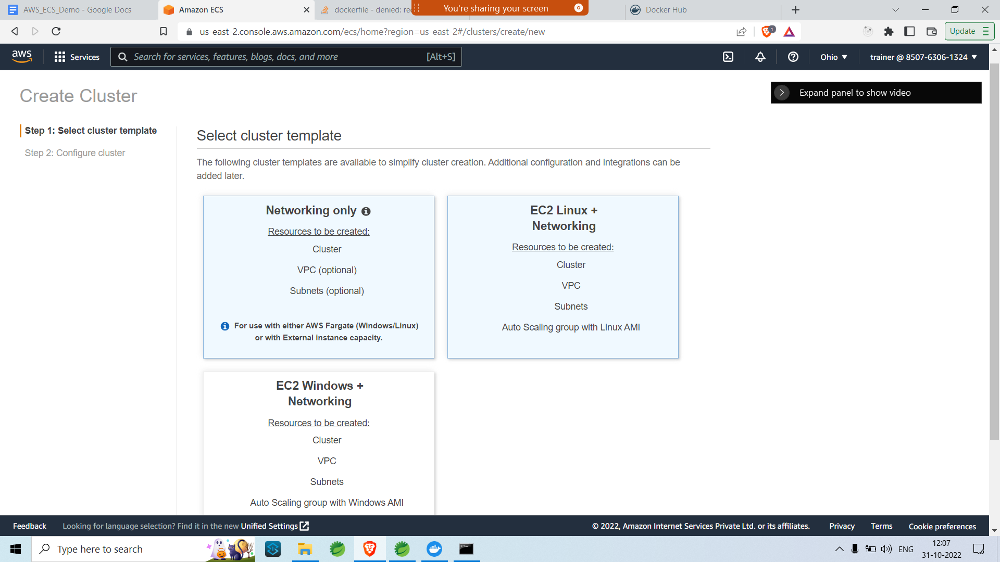 AWS_ECS_Demo - Google Docs
Amazon ECS
dockerfile - denied: re
You're sharing your screen
Docker Hub
us-east-2.console.aws.amazon.com/ecs/home?region=us-east-2#/clusters/create/new
1
Update
aws
Services
Search for services, features, blogs, docs, and more
[Alt+S]
Ohio
trainer @ 8507-6306-1324
Create Cluster
Expand panel to show video
Step 1: Select cluster template
Step 2: Configure cluster
Select cluster template
The following cluster templates are available to simplify cluster creation. Additional configuration and integrations can be
added later.
Networking only
Resources to be created:
Cluster
VPC (optional)
Subnets (optional)
For use with either AWS Fargate (Windows/Linux)
or with External instance capacity.
EC2 Linux +
Networking
Resources to be created:
Cluster
VPC
Subnets
Auto Scaling group with Linux AMI
EC2 Windows +
Networking
Resources to be created:
Cluster
VPC
Subnets
Auto Scaling group with Windows AMI
Feedback
Looking for language selection? Find it in the new Unified Settings
© 2022, Amazon Internet Services Private Ltd. or its affiliates.
Privacy
Terms
Cookie preferences
Type here to search
ENG
12:07
31-10-2022